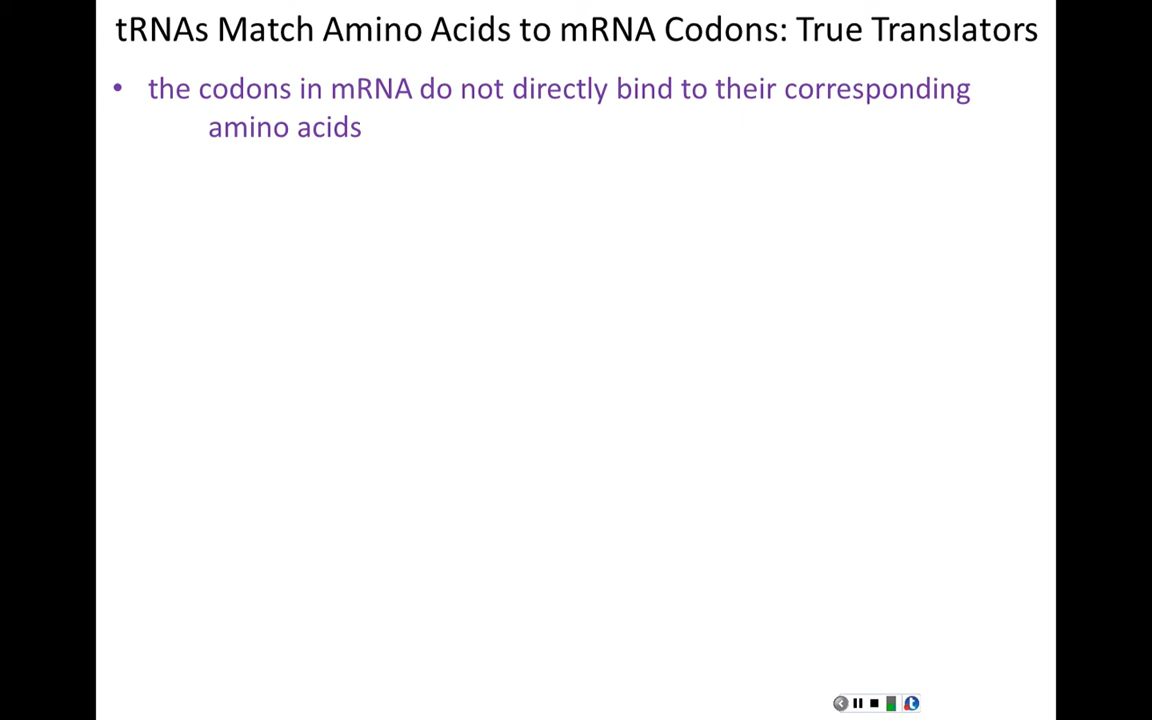 tRNAs Match Amino Acids to mRNA Codons: True Translators
• the codons in mRNA do not directly bind to their corresponding
amino acids